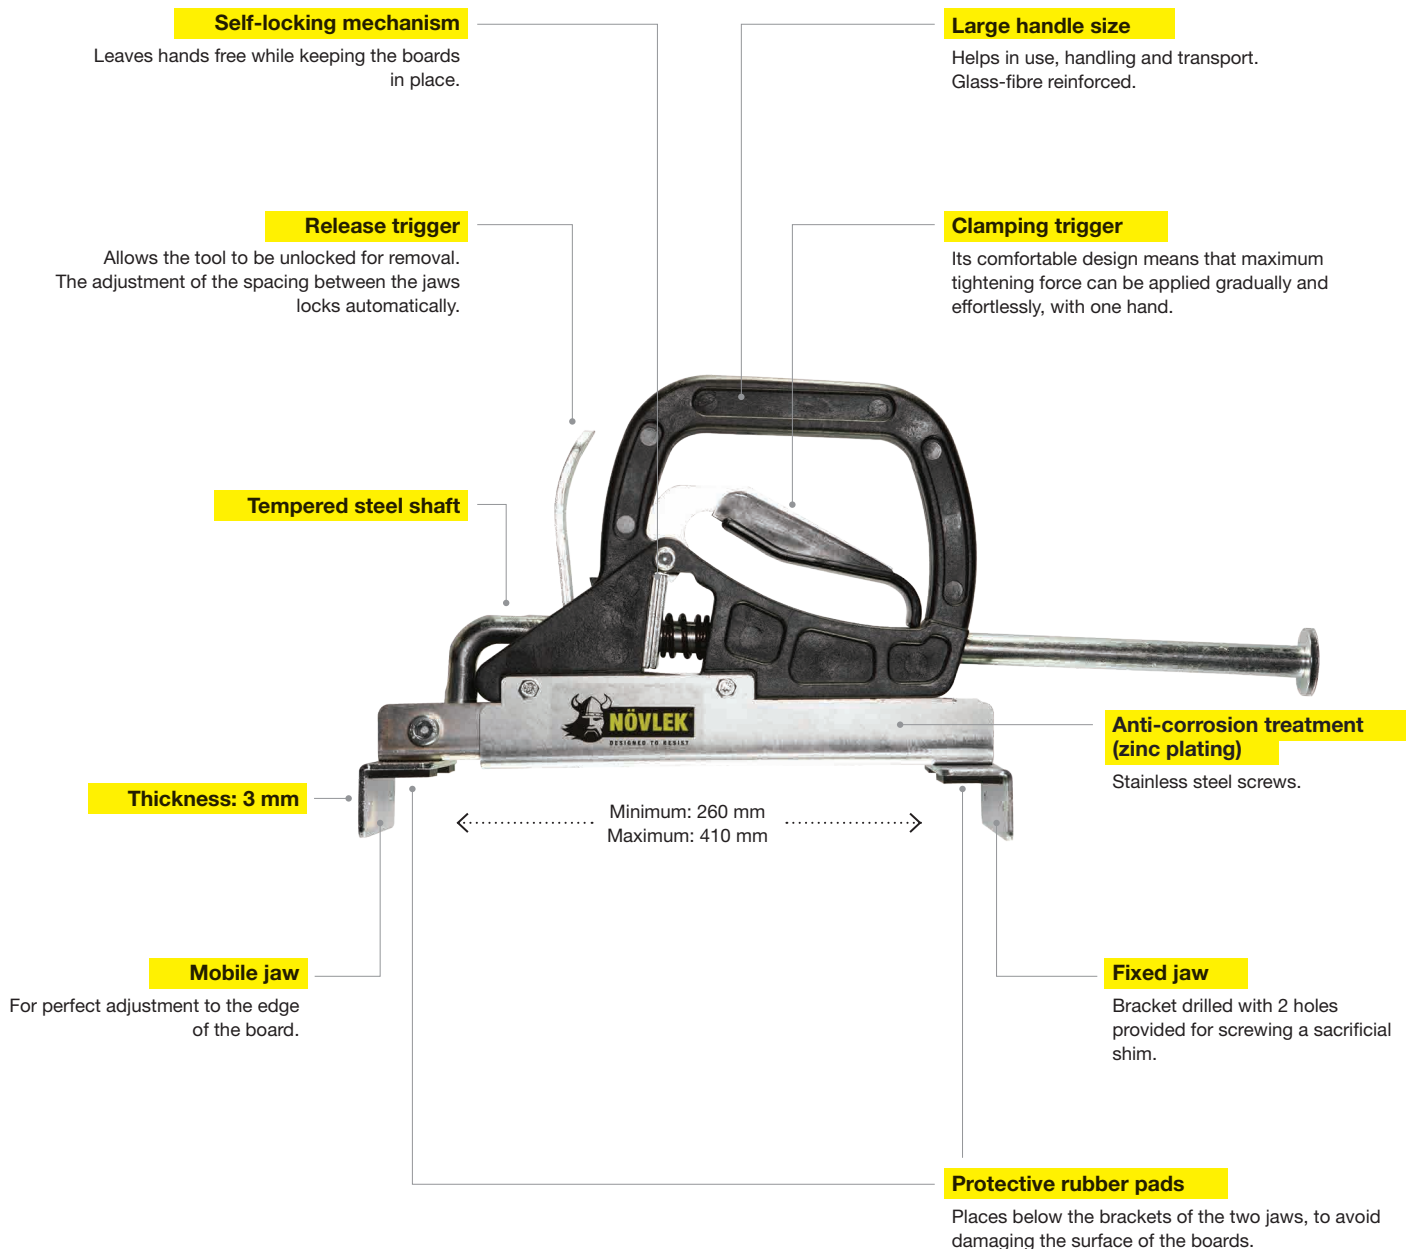 Self-locking mechanism
Leaves hands free while keeping the boards
in place.
Large handle size
Helps in use, handling and transport.
Glass-fibre reinforced.
Release trigger
Allows the tool to be unlocked for removal.
The adjustment of the spacing between the jaws
locks automatically.
Clamping trigger
Its comfortable design means that maximum
tightening force can be applied gradually and
effortlessly, with one hand.
Tempered steel shaft
NÖVLEK
DESIGNED TO RESIST
Anti-corrosion treatment
(zinc plating)
Stainless steel screws.
Thickness: 3 mm
Minimum: 260 mm
Maximum: 410 mm
Mobile jaw
For perfect adjustment to the edge
of the board.
Fixed jaw
Bracket drilled with 2 holes
provided for screwing a sacrificial
shim.
Protective rubber pads
Places below the brackets of the two jaws, to avoid
damaging the surface of the boards.